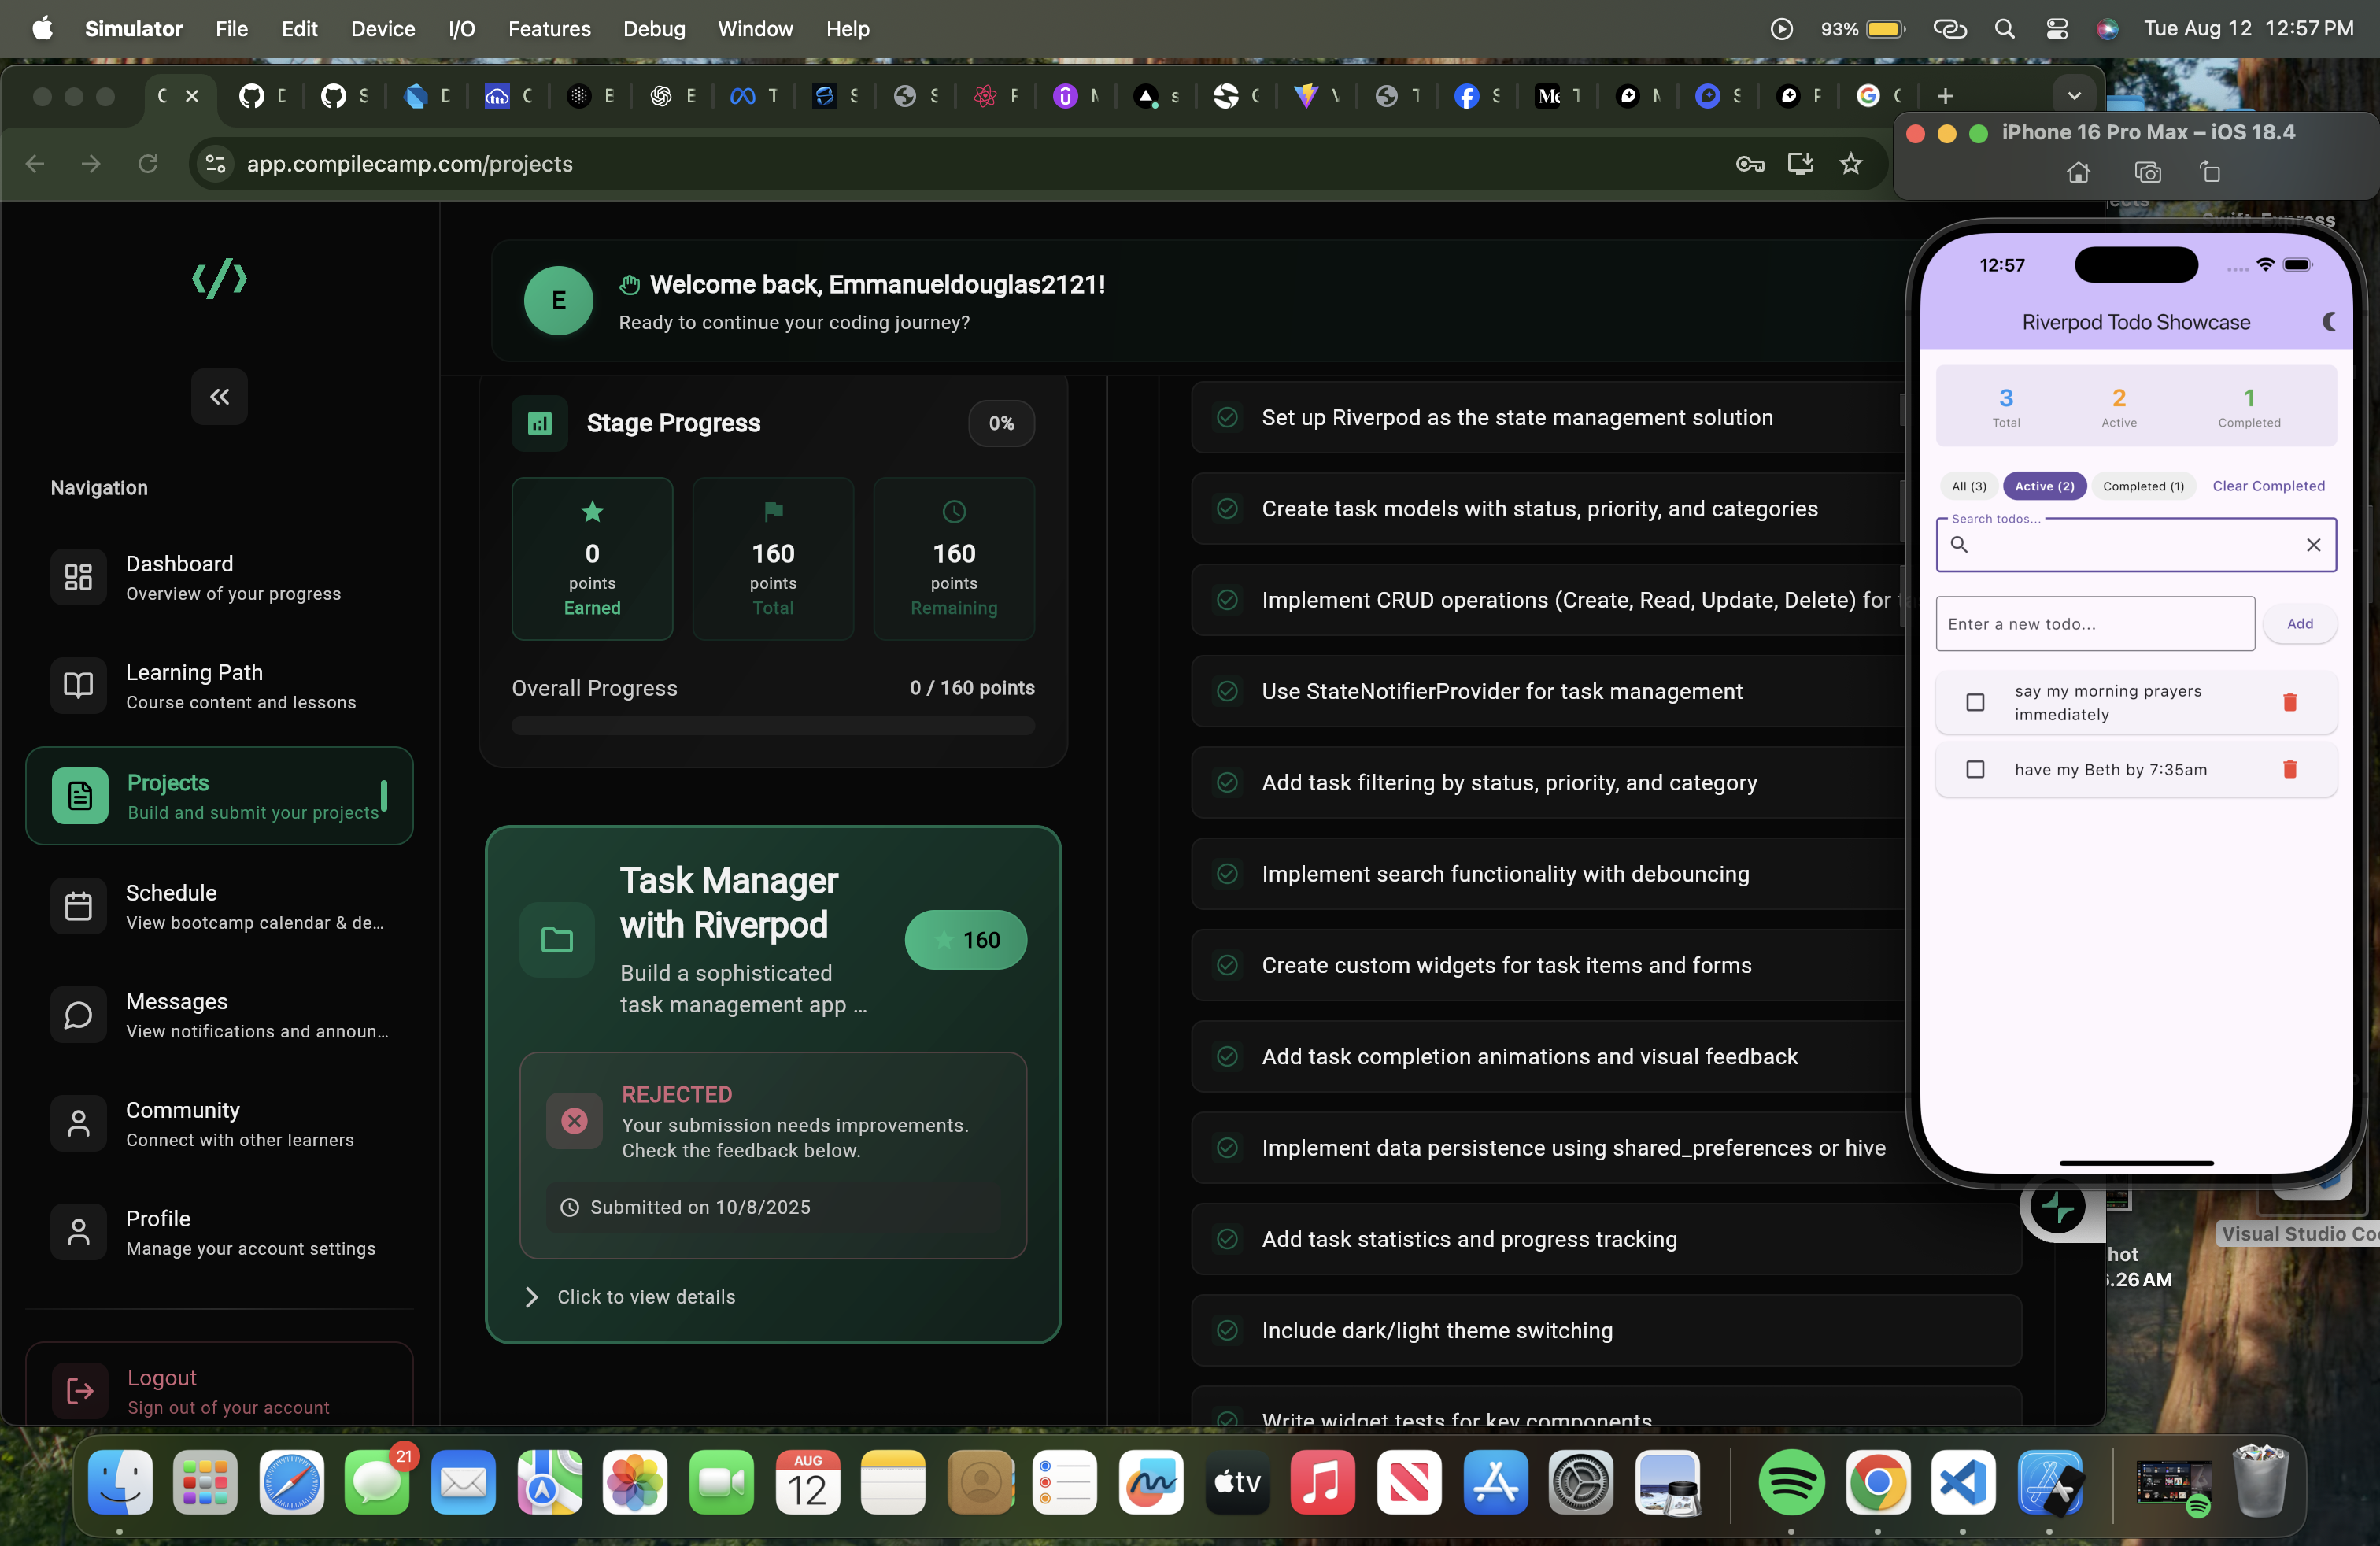 Simulator File Edit Device I/O Features Debug Window Help
93% Tue Aug 12 12:57 PM
app.compilecamp.com/projects
iPhone 16 Pro Max – iOS 18.4
E
Welcome back, Emmanueldouglas2121!
Ready to continue your coding journey?
Navigation
Dashboard
Overview of your progress
Learning Path
Course content and lessons
Projects
Build and submit your projects
Schedule
View bootcamp calendar & de...
Messages
View notifications and announ...
Community
Connect with other learners
Profile
Manage your account settings
Logout
Sign out of your account
Stage Progress
0%
0
points
Earned
160
points
Total
160
points
Remaining
Overall Progress
0 / 160 points
Task Manager
with Riverpod
160
Build a sophisticated
task management app ...
REJECTED
Your submission needs improvements.
Check the feedback below.
Submitted on 10/8/2025
Click to view details
Set up Riverpod as the state management solution
Create task models with status, priority, and categories
Implement CRUD operations (Create, Read, Update, Delete) for
Use StateNotifierProvider for task management
Add task filtering by status, priority, and category
Implement search functionality with debouncing
Create custom widgets for task items and forms
Add task completion animations and visual feedback
Implement data persistence using shared_preferences or hive
Add task statistics and progress tracking
Include dark/light theme switching
Write widget tests for key components
12:57
Riverpod Todo Showcase
3
Total
2
Active
1
Completed
All (3)
Active (2)
Completed (1)
Clear Completed
Search todos...
Enter a new todo...
Add
say my morning prayers
immediately
have my Beth by 7:35am
Swift-Express
Visual Studio Co
hot
.26 AM
21
AUG
12
tv